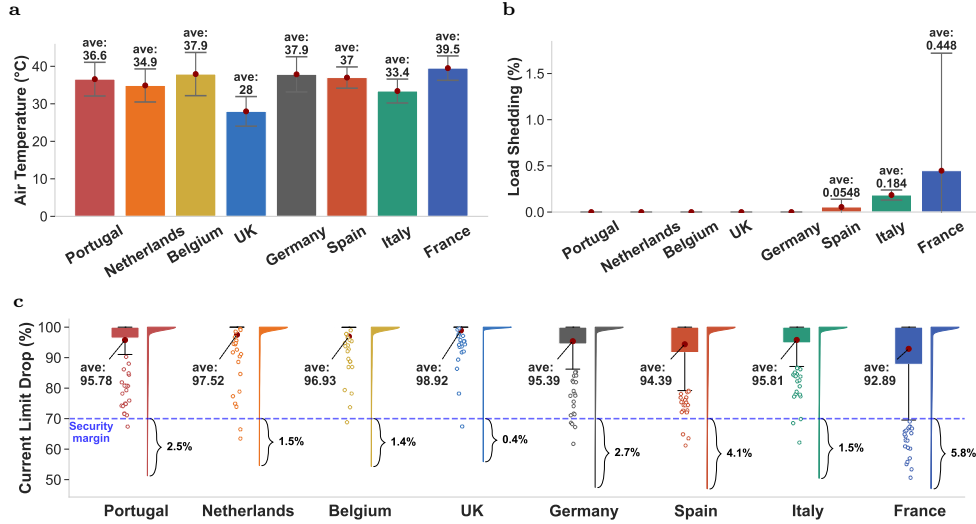 a
Air Temperature (°C)
40
30
20
10
0
ave:
36.6
ave:
34.9
ave:
37.9
ave:
28
ave:
37.9
ave:
37
ave:
33.4
ave:
39.5
Portugal
Netherlands
Belgium
UK
Germany
Spain
Italy
France
b
Load Shedding (%)
1.5
1.0
0.5
0.0
ave:
0.0548
ave:
0.184
ave:
0.448
Portugal
Netherlands
Belgium
UK
Germany
Spain
Italy
France
c
Current Limit Drop (%)
100
90
80
70
60
50
Security
margin
ave:
95.78
2.5%
ave:
97.52
1.5%
ave:
96.93
1.4%
ave:
98.92
0.4%
ave:
95.39
2.7%
ave:
94.39
4.1%
ave:
95.81
1.5%
ave:
92.89
5.8%
Portugal
Netherlands
Belgium
UK
Germany
Spain
Italy
France